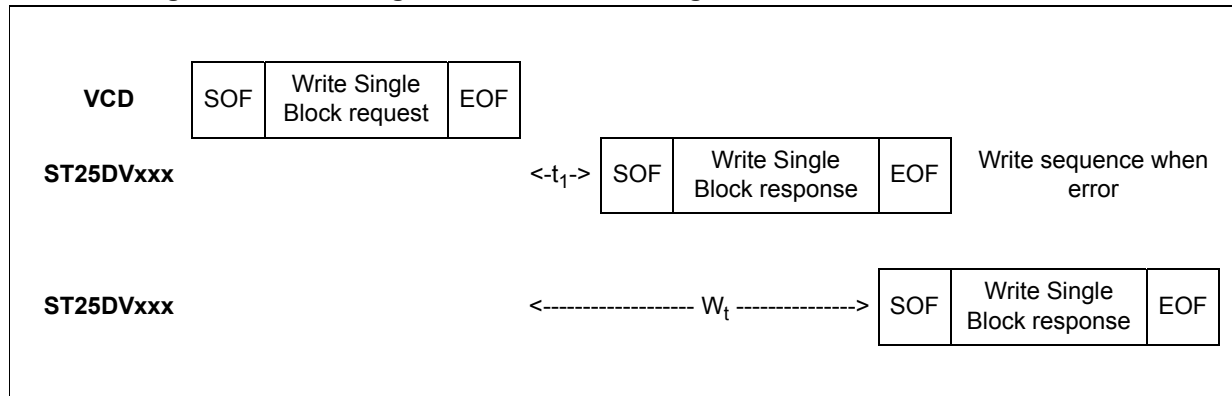 VCD SOF Write Single EOF
Block request
ST25DVxxx <-t1-> SOF Write Single EOF Write sequence when
Block response error
ST25DVxxx <------------------- Wt ---------------> SOF Write Single EOF
Block response